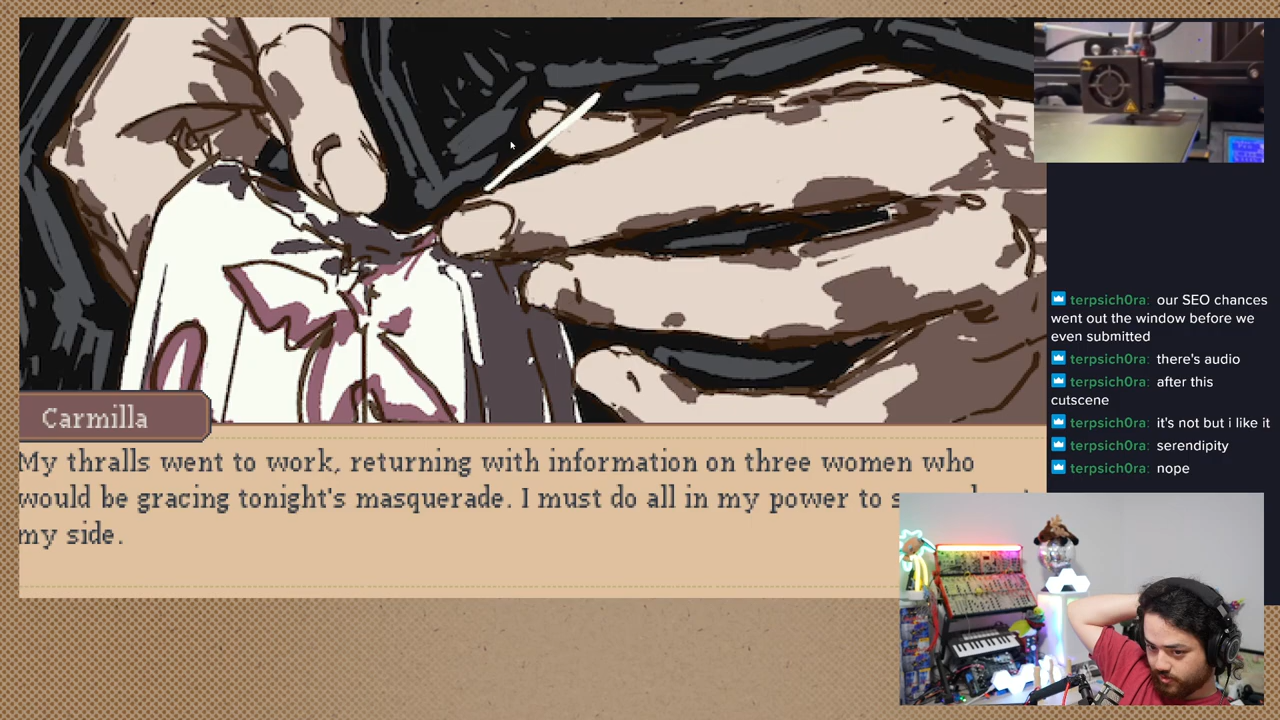 Carmilla
My thralls went to work, returning with information on three women who
would be gracing tonight's masquerade. I must do all in my power to
my side.
terpsich0ra: our SEO chances
went out the window before we
even submitted
terpsich0ra: there's audio
terpsich0ra: after this
cutscene
terpsich0ra: it's not but i like it
terpsich0ra: serendipity
terpsich0ra: nope